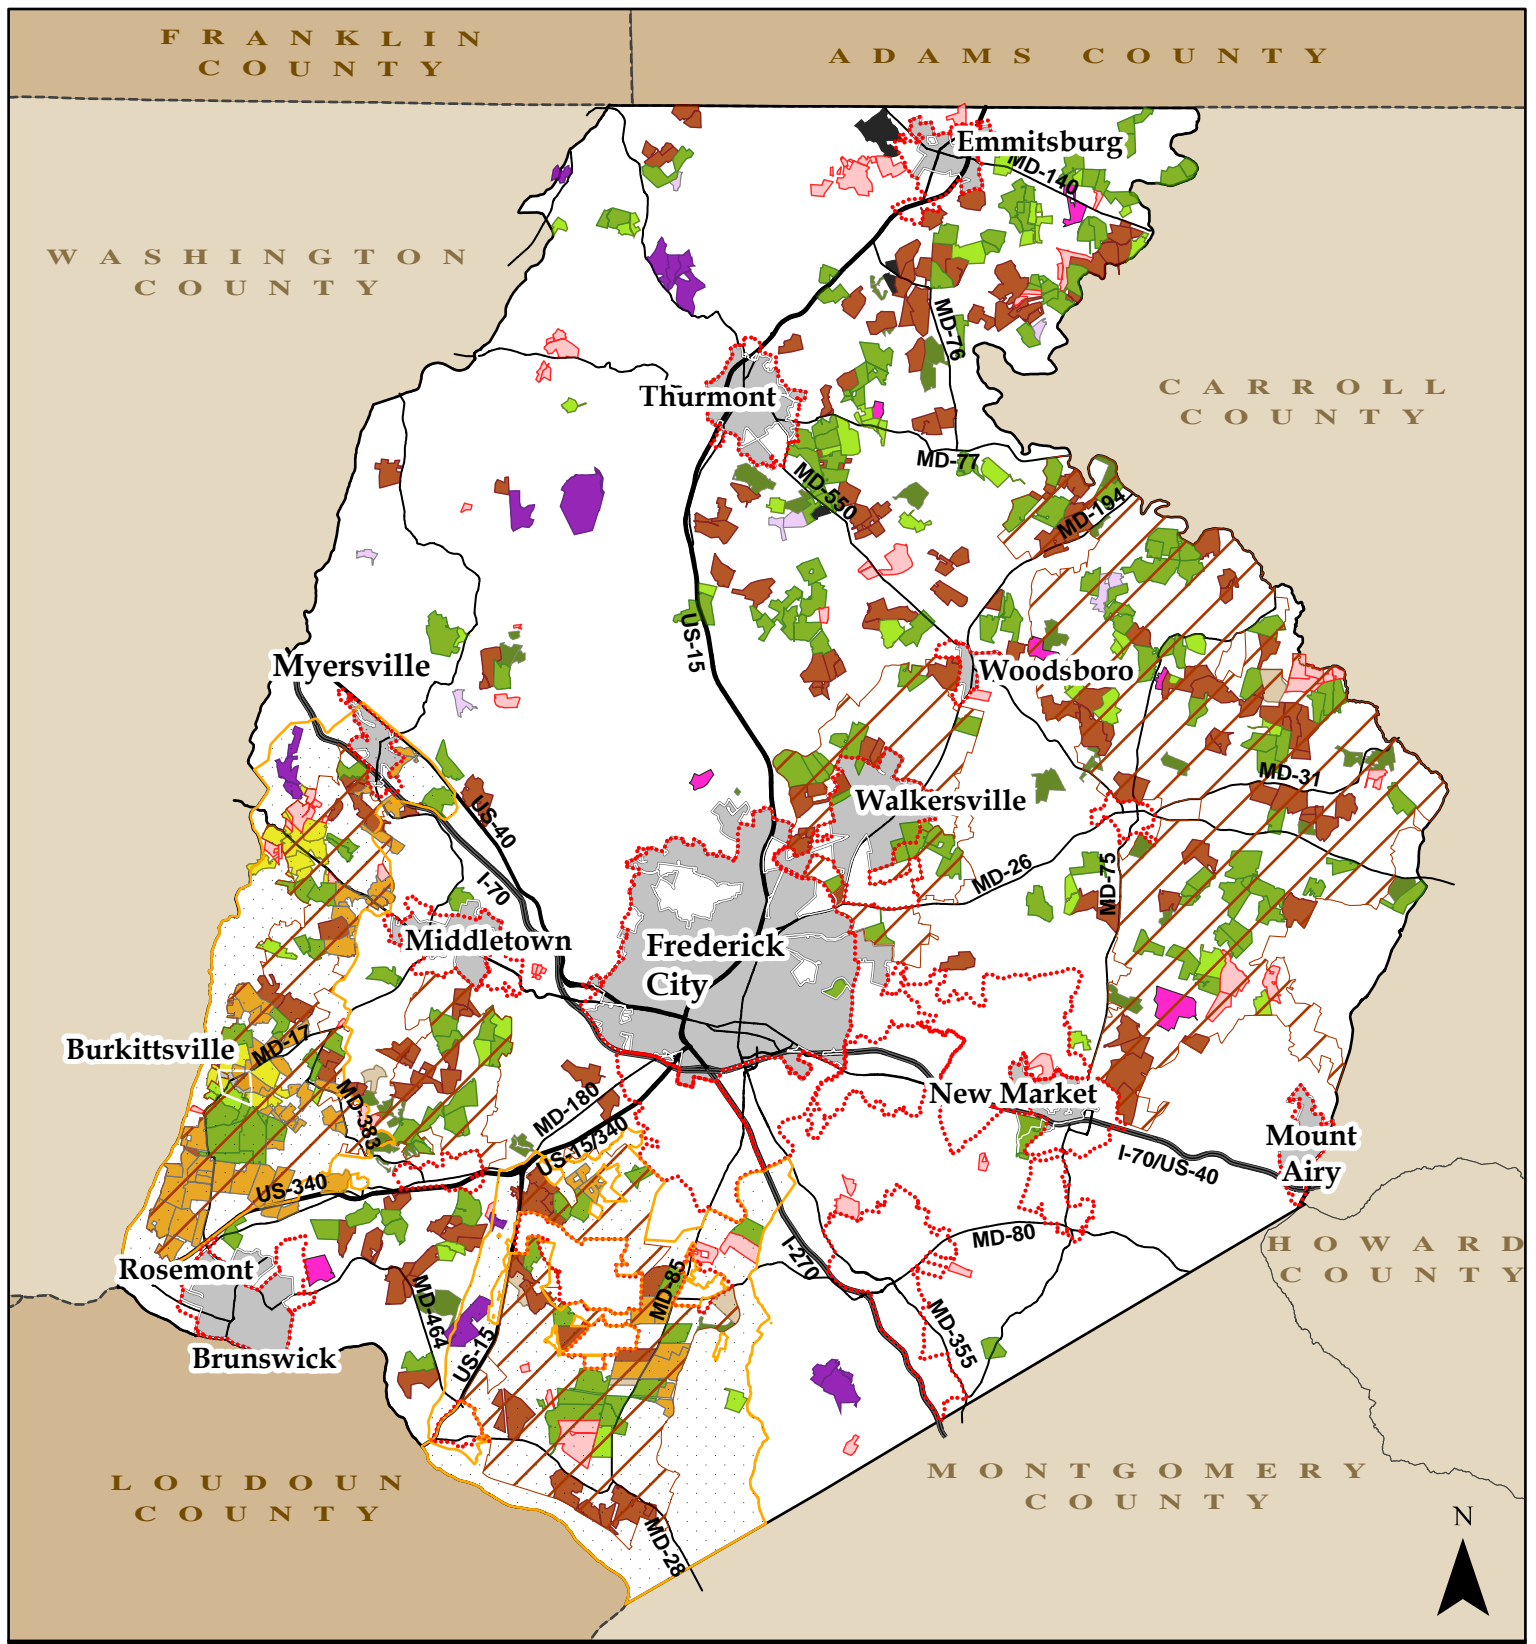 FRANKLIN
COUNTY
ADAMS COUNTY
Emmitsburg
MD-140
WASHINGTON
COUNTY
MD-76
CARROLL
COUNTY
Thurmont
MD-77
MD-550
MD-194
US-15
Myersville
Woodsboro
MD-31
Walkersville
US-40
I-70
MD-26
MD-75
Middletown
Frederick
City
Burkittsville
MD-17
MD-383
MD-180
US-15/340
New Market
Mount
Airy
I-70/US-40
US-340
MD-80
HOWARD
COUNTY
Rosemont
I-270
MD-85
MD-464
US-15
MD-355
Brunswick
LOUDOUN
COUNTY
MONTGOMERY
COUNTY
MD-28
N